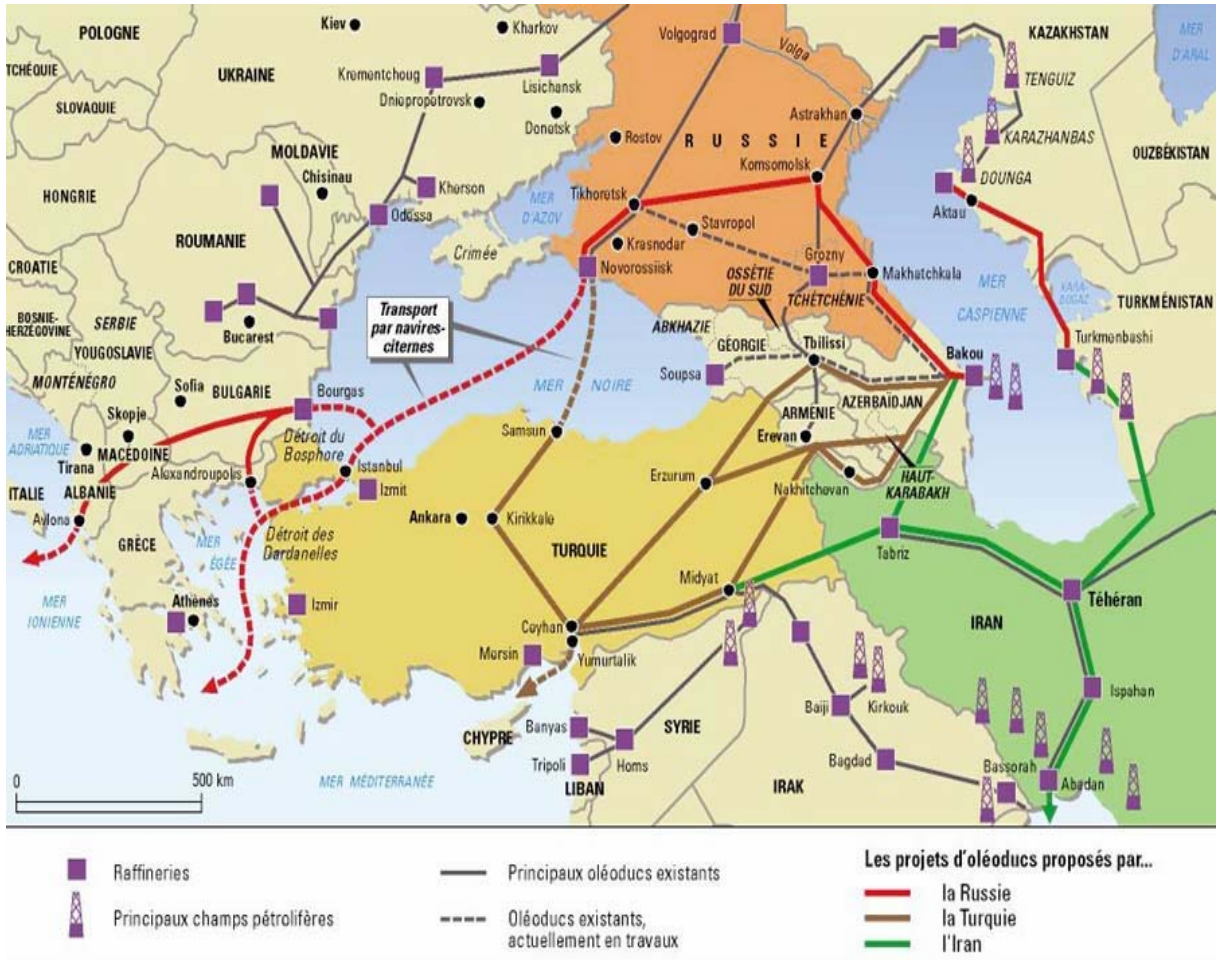 POLOGNE
Kiev
Kharkov
TCHÉQUIE
SLOVAQUIE
UKRAINE
Krementchoug
Lisichansk
Dniepropetrovsk
Donetsk
Volgograd
Volga
KAZAKHSTAN
MER
D'ARAL
TENGUIZ
Astrakhan
KARAZHANBAS
OUZBÉKISTAN
DOUNGA
Rostov
RUSSIE
Komsomolsk
MOLDAVIE
Chisinau
HONGRIE
Kherson
Odessa
MER
D'AZOV
Tikhoretsk
Stavropol
Aktau
ROUMANIE
Crimée
Krasnodar
Novorossiisk
Grozny
TCHÉTCHÉNIE
Makhatchkala
OSSÉTIE
DU SUD
CROATIE
BOSNIE-
HERZÉGOVINE
SERBIE
Bucarest
YOUGOSLAVIE
MONTÉNÉGRO
Transport
par navires-
citernes
ABKHAZIE
GÉORGIE
Tbilissi
Soupsa
MER
CASPIENNE
KARA-
BOGAZ
TURKMÉNISTAN
Turkmenbashi
Bakou
Sofia
BULGARIE
Bourgas
MER NOIRE
Skopje
MER
ADRIATIQUE
MACÉDOINE
Tirana
Détroit du
Bosphore
Samsun
ARMÉNIE
AZERBAÏDJAN
Erevan
ITALIE
ALBANIE
Alexandroupolis
Istanbul
Izmit
Erzurum
Nakhitchevan
HAUT-
KARABAKH
Avlona
Détroit des
Dardanelles
Ankara
Kirikkale
TURQUIE
GRÈCE
MER
ÉGÉE
Tabriz
MER
IONIENNE
Athènes
Izmir
Midyat
Téhéran
Ceyhan
Yumurtalik
Mersin
IRAN
Ispahan
CHYPRE
Banyas
Tripoli
Homs
SYRIE
LIBAN
Baiji
Kirkouk
Bagdad
IRAK
Bassorah
Abadan
0
500 km
MER MÉDITERRANÉE
Raffineries
Principaux champs pétrolifères
Principaux oléoducs existants
Oléoducs existants,
actuellement en travaux
Les projets d'oléoducs proposés par...
la Russie
la Turquie
l'Iran